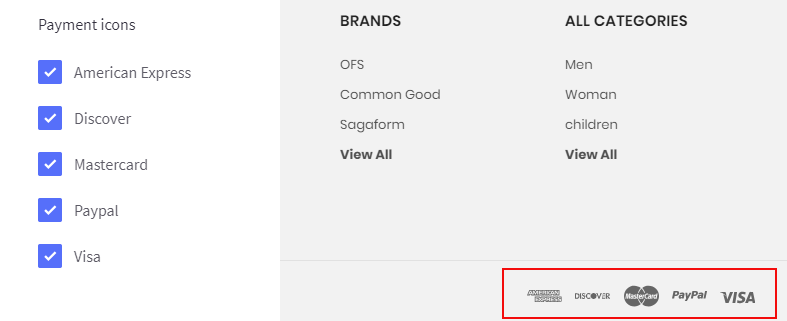 Payment icons
American Express
Discover
Mastercard
Paypal
Visa
BRANDS
OFS
Common Good
Sagaform
View All
ALL CATEGORIES
Men
Woman
children
View All
AMERICAN EXPRESS
DISCOVER
MasterCard
PayPal
VISA